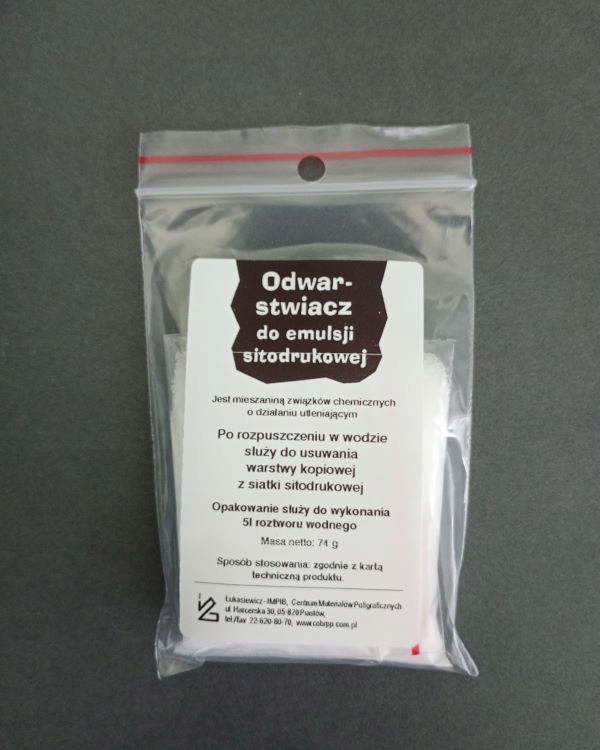 Odwar-
stwiacz
do emulsji
sitodrukowej
Jest mieszaniną związków chemicznych
o działaniu utleniającym
Po rozpuszczeniu w wodzie
służy do usuwania
warstwy kopiowej
z siatki sitodrukowej
Opakowanie służy do wykonania
5l roztworu wodnego
Masa netto: 74 g
Sposób stosowania: zgodnie z kartą
techniczną produktu.
Łukasiewicz - IMPIB, Centrum Materiałów Poligraficznych
ul. Harcerska 30, 05-820 Piastów,
tel./fax 22-620-80-70, www.cobrpp.com.pl